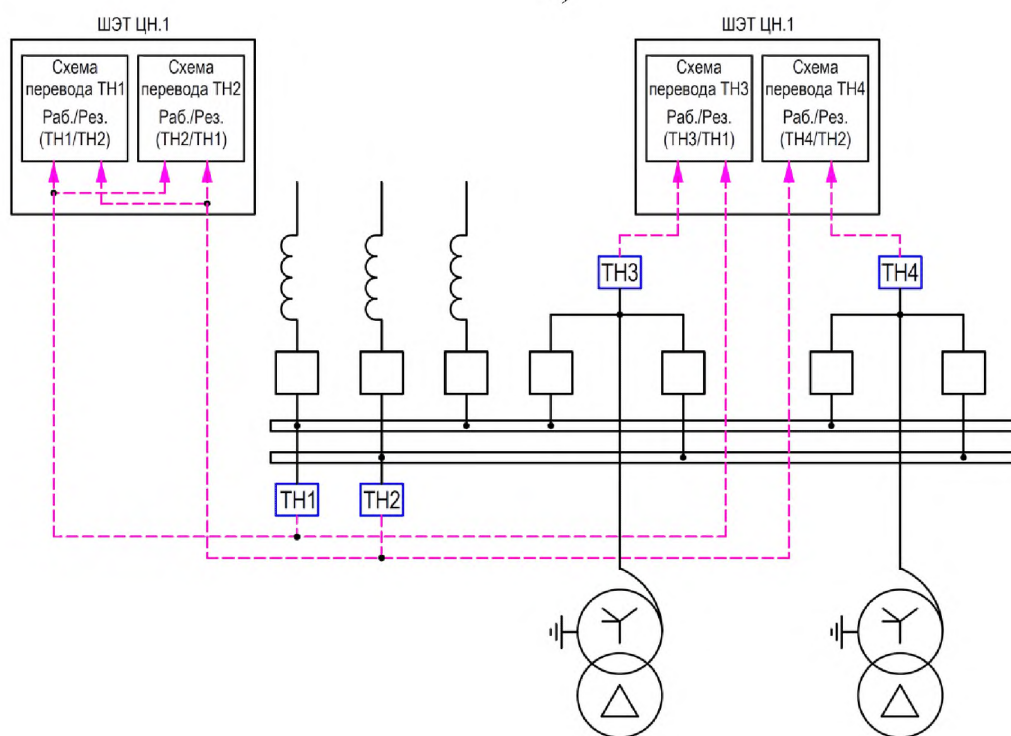 ШЭТ ЦН.1
Схема
перевода ТН1
Раб./Рез.
(ТН1/ТН2)
Схема
перевода ТН2
Раб./Рез.
(ТН2/ТН1)
ШЭТ ЦН.1
Схема
перевода ТН3
Раб./Рез.
(ТН3/ТН1)
Схема
перевода ТН4
Раб./Рез.
(ТН4/ТН2)
ТН3
ТН4
ТН1
ТН2